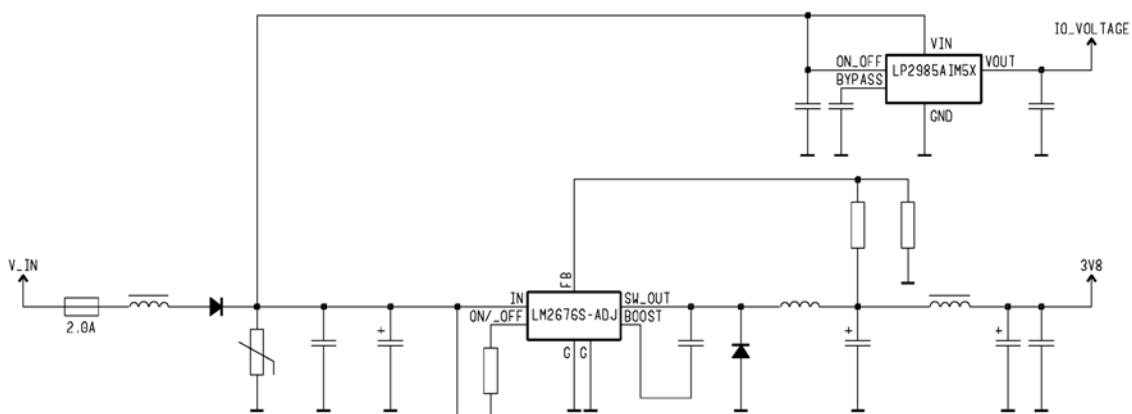 IO_VOLTAGE
VIN
ON_OFF
LP2985AIM5X
VOUT
BYPASS
GND
V_IN
FB
3V8
IN
SW_OUT
2.0A
ON/_OFF
LM2676S-ADJ
BOOST
G G
+
+
+